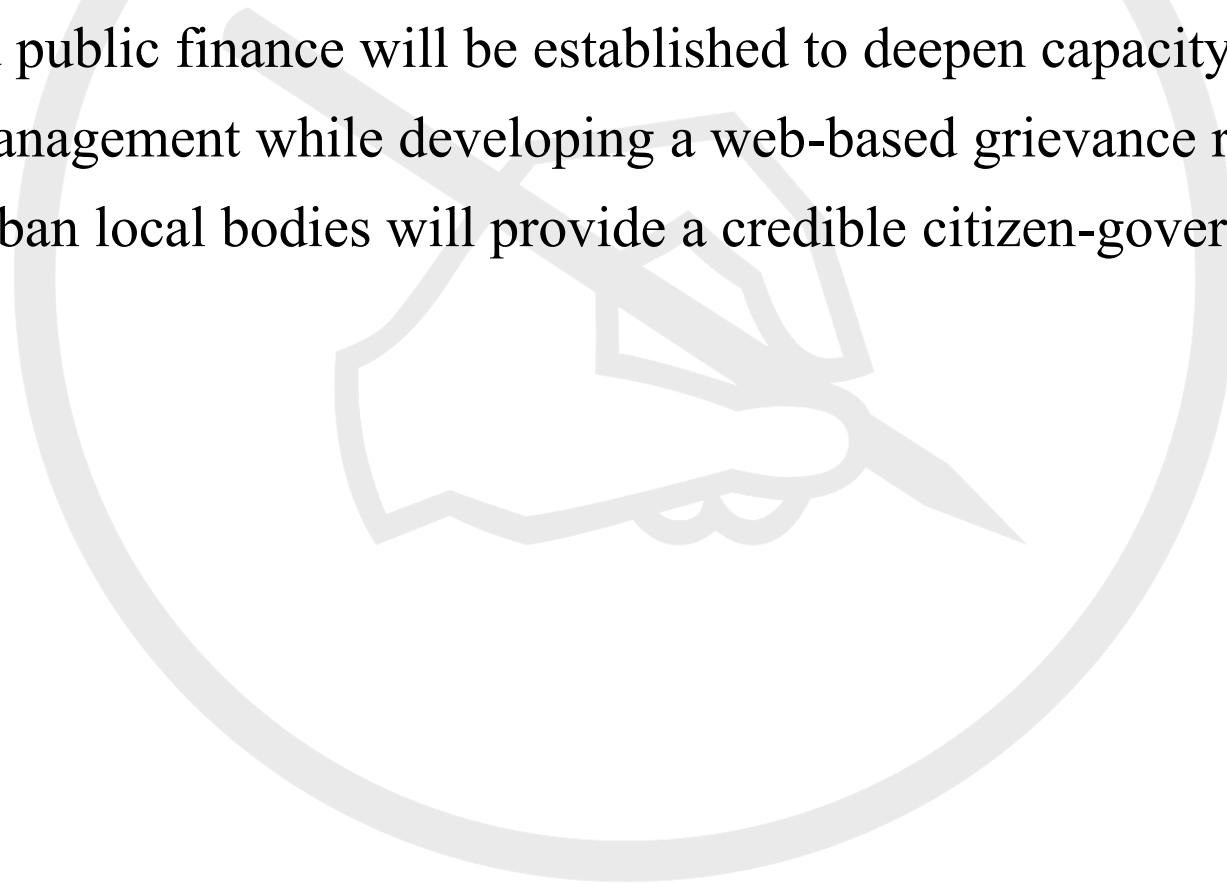 public finance will be established to deepen capacity
anagement while developing a web-based grievance r
ban local bodies will provide a credible citizen-gover